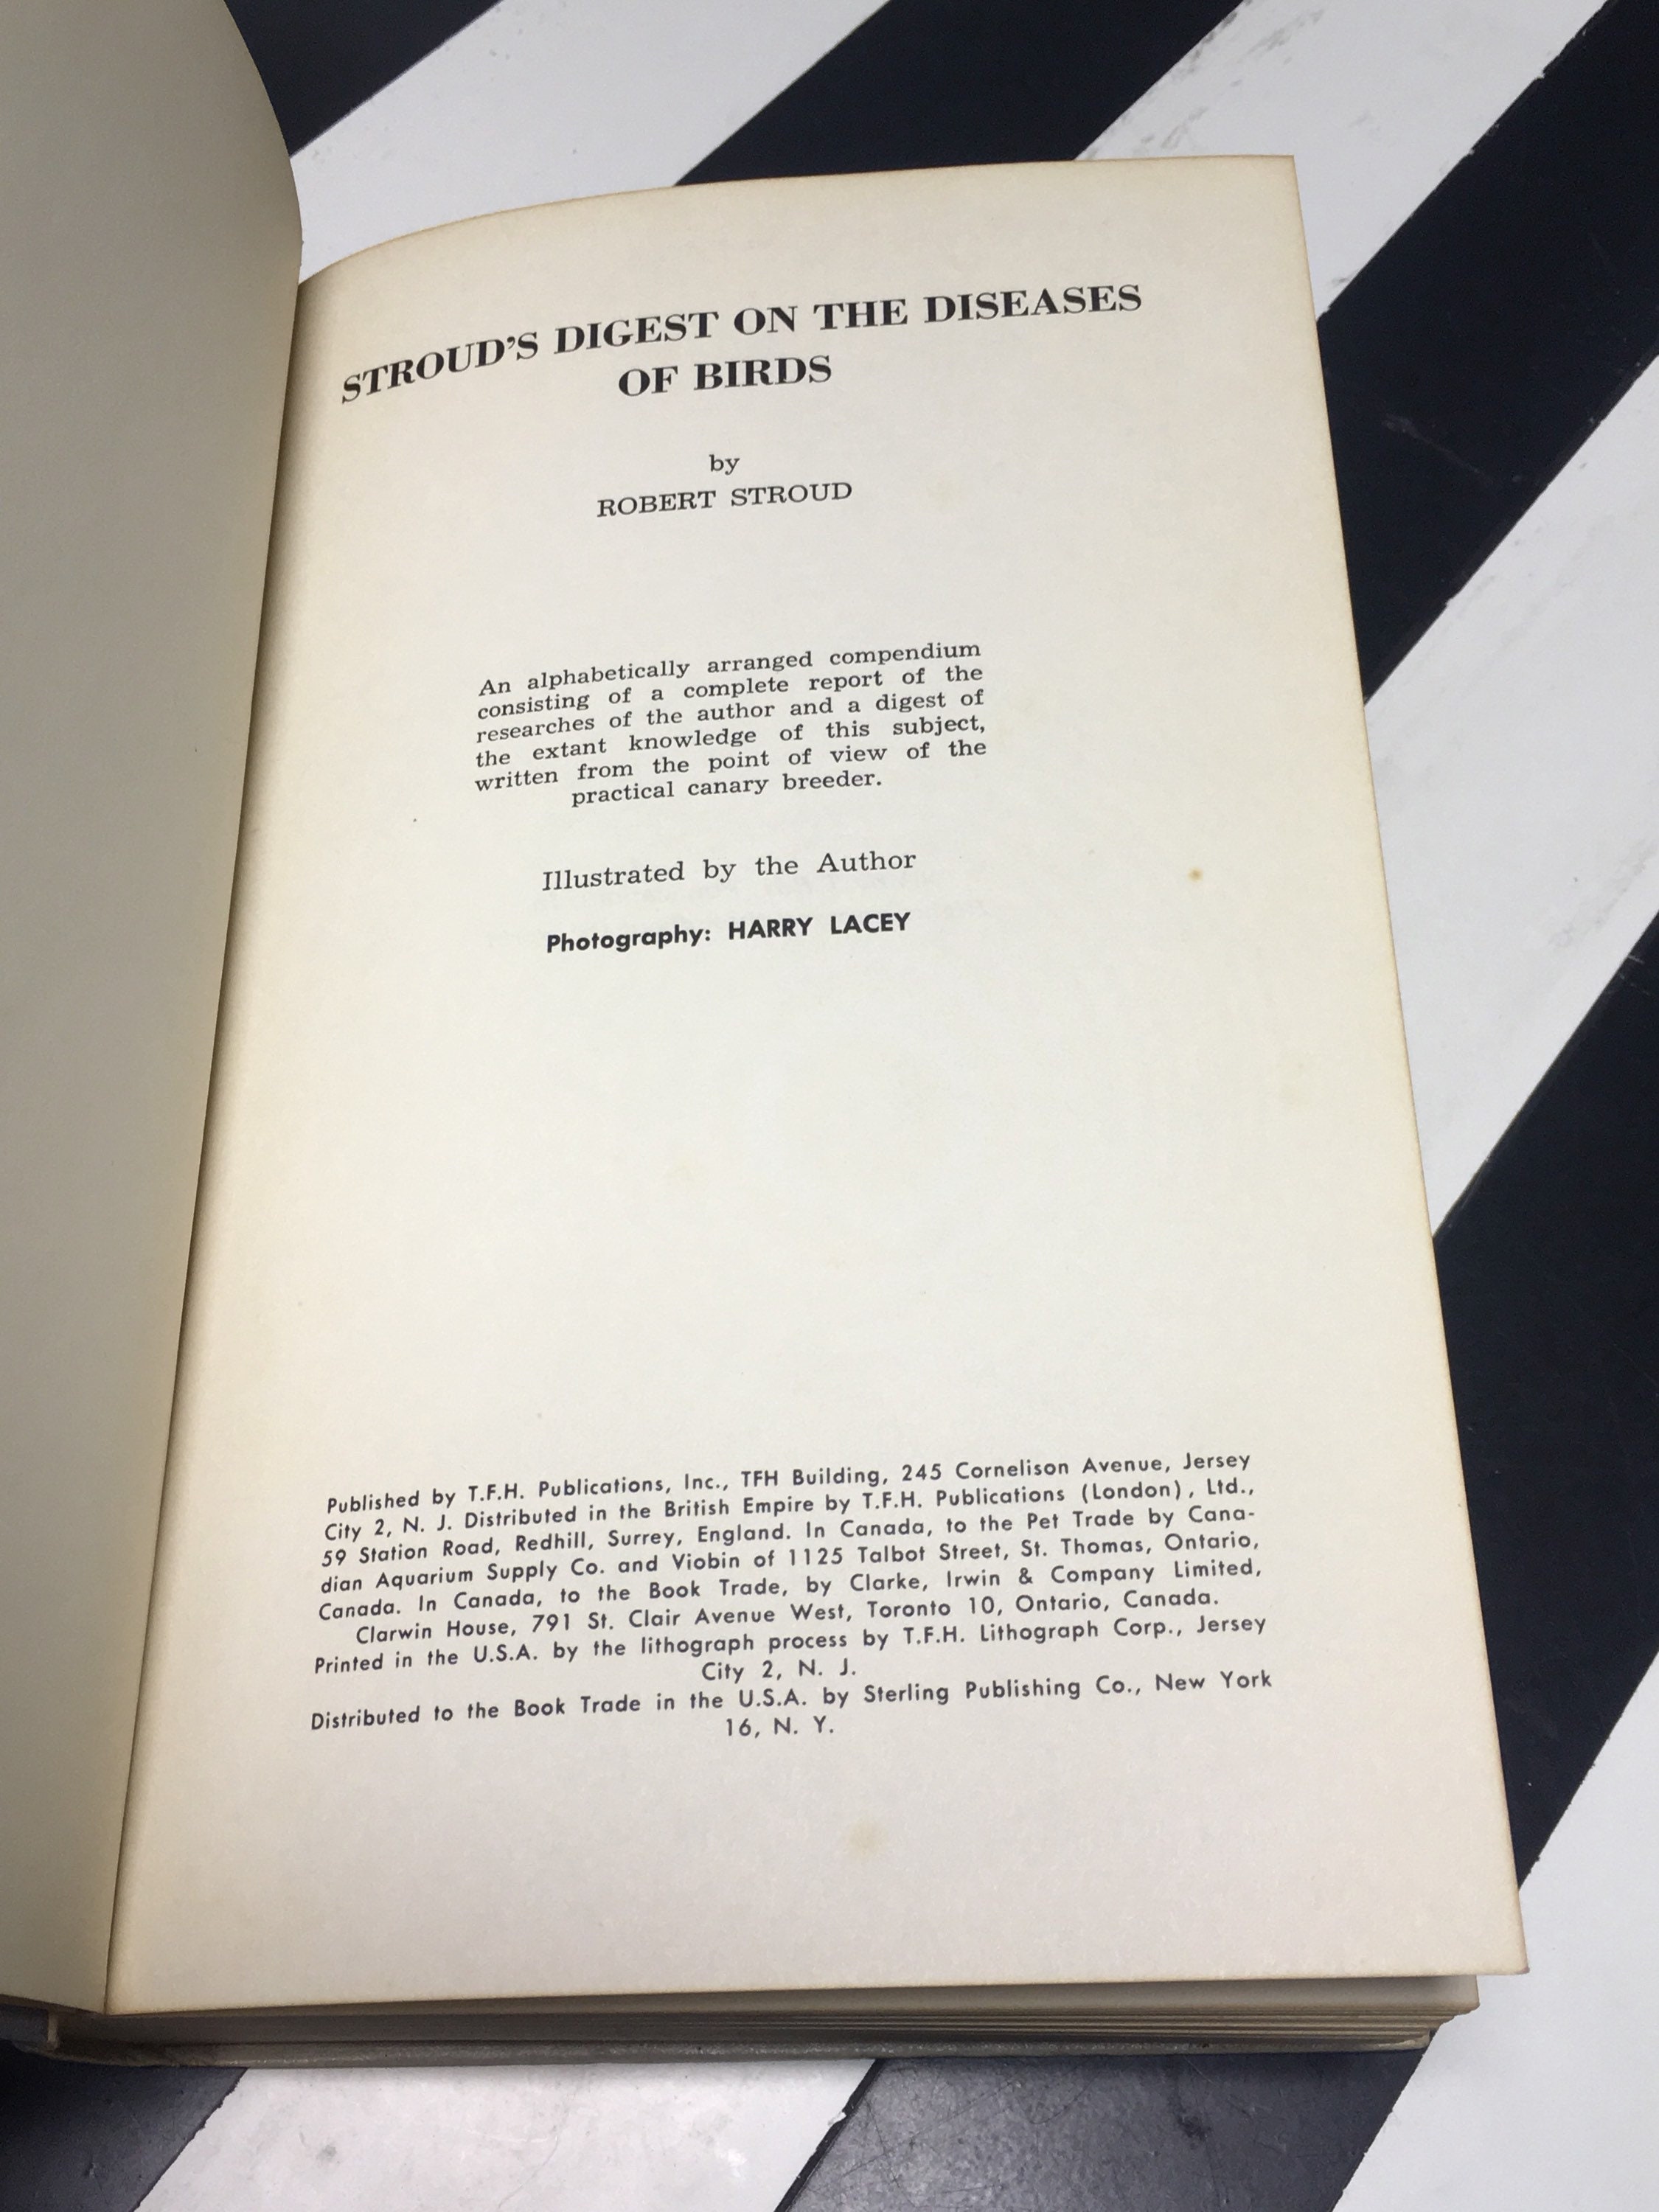 STROUD'S DIGEST ON THE DISEASES
OF BIRDS
by
ROBERT STROUD
An alphabetically arranged compendium
consisting of a complete report of the
researches of the author and a digest of
the extant knowledge of this subject,
written from the point of view of the
practical canary breeder.
Illustrated by the Author
Photography: HARRY LACEY
Published by T.F.H. Publications, Inc., TFH Building, 245 Cornelison Avenue, Jersey
City 2, N. J. Distributed in the British Empire by T.F.H. Publications (London), Ltd.,
59 Station Road, Redhill, Surrey, England. In Canada, to the Pet Trade by Cana-
dian Aquarium Supply Co. and Viobin of 1125 Talbot Street, St. Thomas, Ontario,
Canada. In Canada, to the Book Trade, by Clarke, Irwin & Company Limited,
Clarwin House, 791 St. Clair Avenue West, Toronto 10, Ontario, Canada.
Printed in the U.S.A. by the lithograph process by T.F.H. Lithograph Corp., Jersey
City 2, N. J.
Distributed to the Book Trade in the U.S.A. by Sterling Publishing Co., New York
16, N. Y.